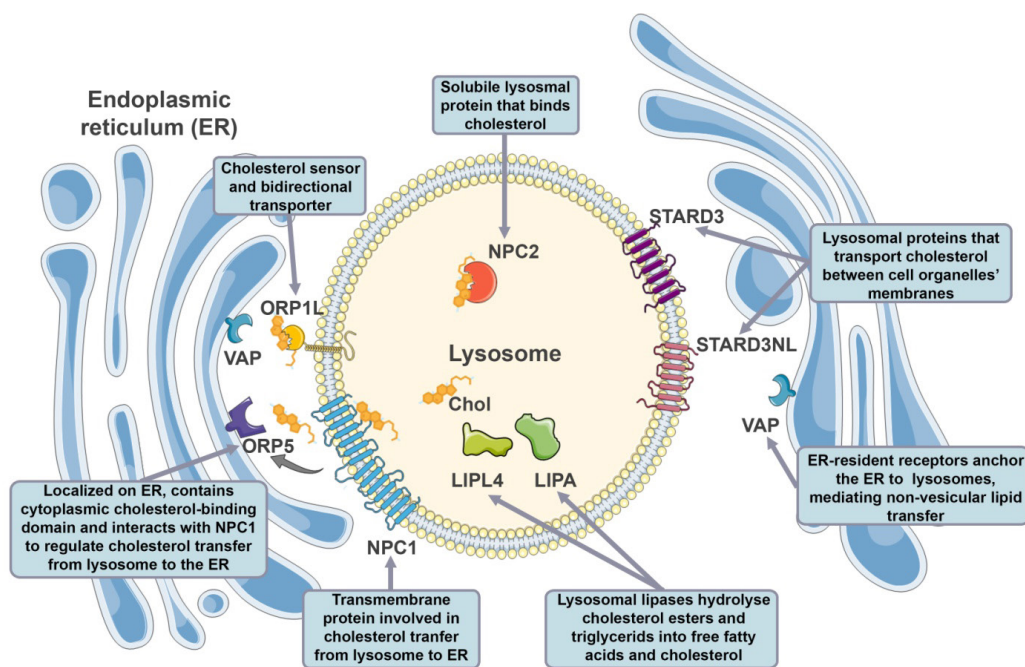 Endoplasmic
reticulum (ER)
Solubile lysosmal
protein that binds
cholesterol
Cholesterol sensor
and bidirectional
transporter
STARD3
NPC2
Lysosomal proteins that
transport cholesterol
between cell organelles’
membranes
ORP1L
VAP
Lysosome
STARD3NL
Chol
VAP
ORP5
LIPL4
LIPA
ER-resident receptors anchor
the ER to lysosomes,
mediating non-vesicular lipid
transfer
Localized on ER, contains
cytoplasmic cholesterol-binding
domain and interacts with NPC1
to regulate cholesterol transfer
from lysosome to the ER
NPC1
Transmembrane
protein involved in
cholesterol tranfer
from lysosome to ER
Lysosomal lipases hydrolyse
cholesterol esters and
triglycerids into free fatty
acids and cholesterol